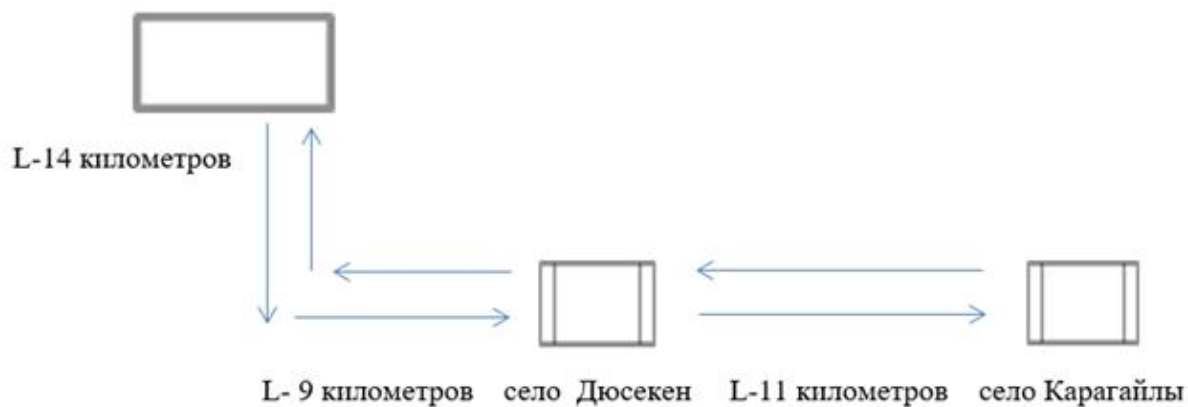 L-14 километров
L- 9 километров село Дюсекен L-11 километров село Карагайлы